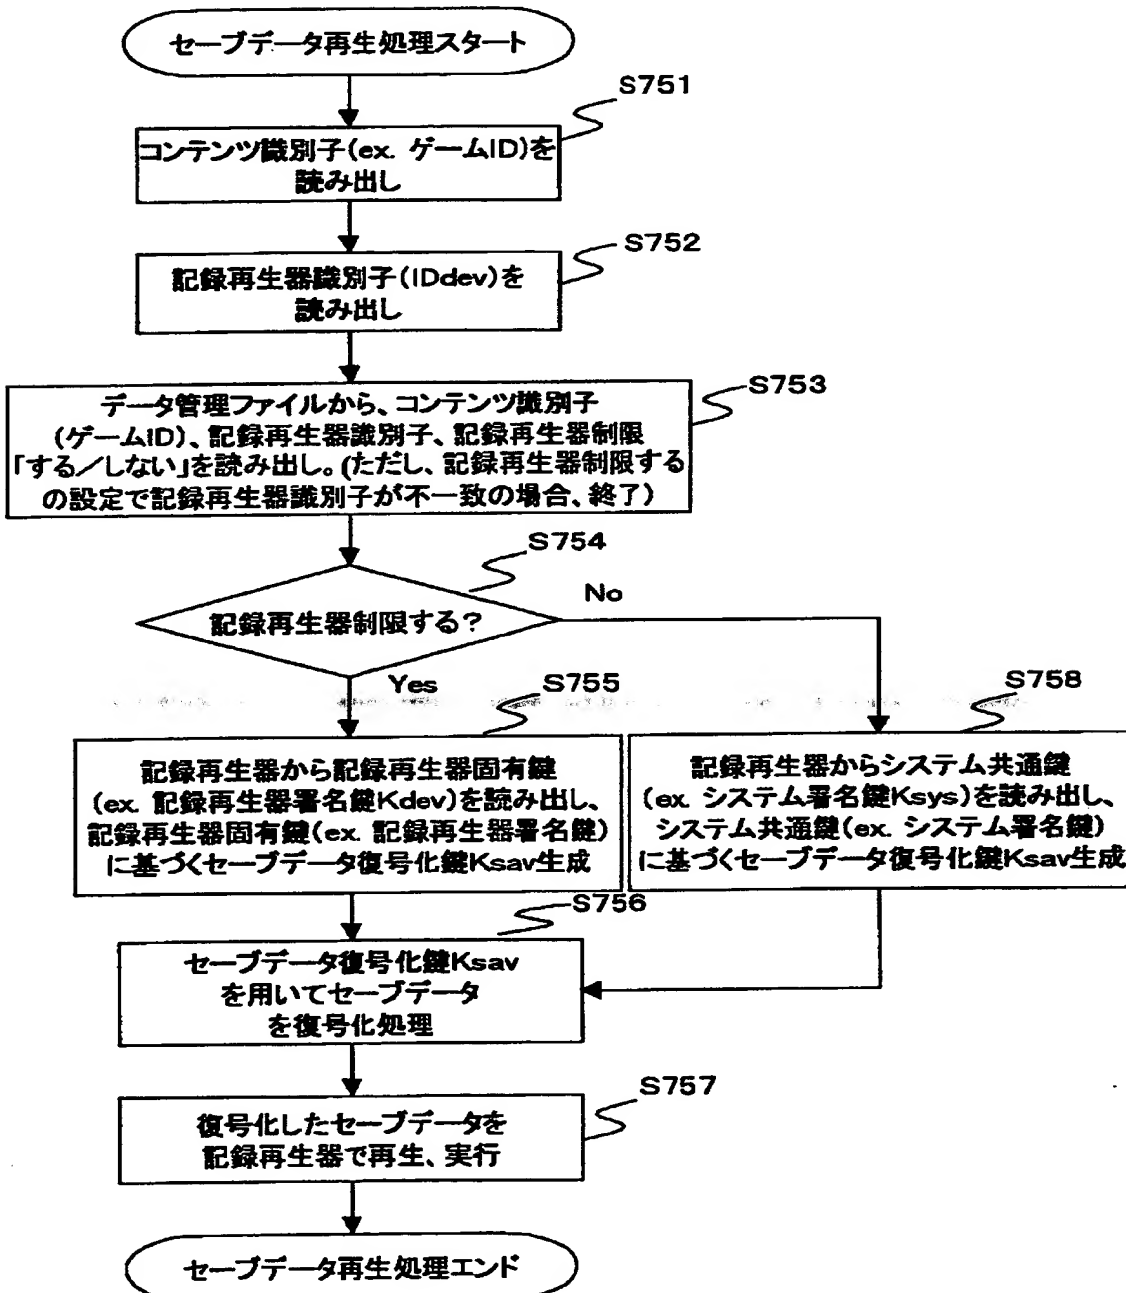 セーブデータ再生処理スタート
S751
コンテンツ識別子(ex. ゲームID)を
読み出し
S752
記録再生器識別子(IDdev)を
読み出し
S753
データ管理ファイルから、コンテンツ識別子
(ゲームID)、記録再生器識別子、記録再生器制限
「する/しない」を読み出し。(ただし、記録再生器制限する
の設定で記録再生器識別子が不一致の場合、終了)
S754
記録再生器制限する?
No
Yes
S755
記録再生器から記録再生器固有鍵
(ex. 記録再生器署名鍵Kdev)を読み出し、
記録再生器固有鍵(ex. 記録再生器署名鍵)
に基づくセーブデータ復号化鍵Ksav生成
S758
記録再生器からシステム共通鍵
(ex. システム署名鍵Ksys)を読み出し、
システム共通鍵(ex. システム署名鍵)
に基づくセーブデータ復号化鍵Ksav生成
S756
セーブデータ復号化鍵Ksav
を用いてセーブデータ
を復号化処理
S757
復号化したセーブデータを
記録再生器で再生、実行
セーブデータ再生処理エンド